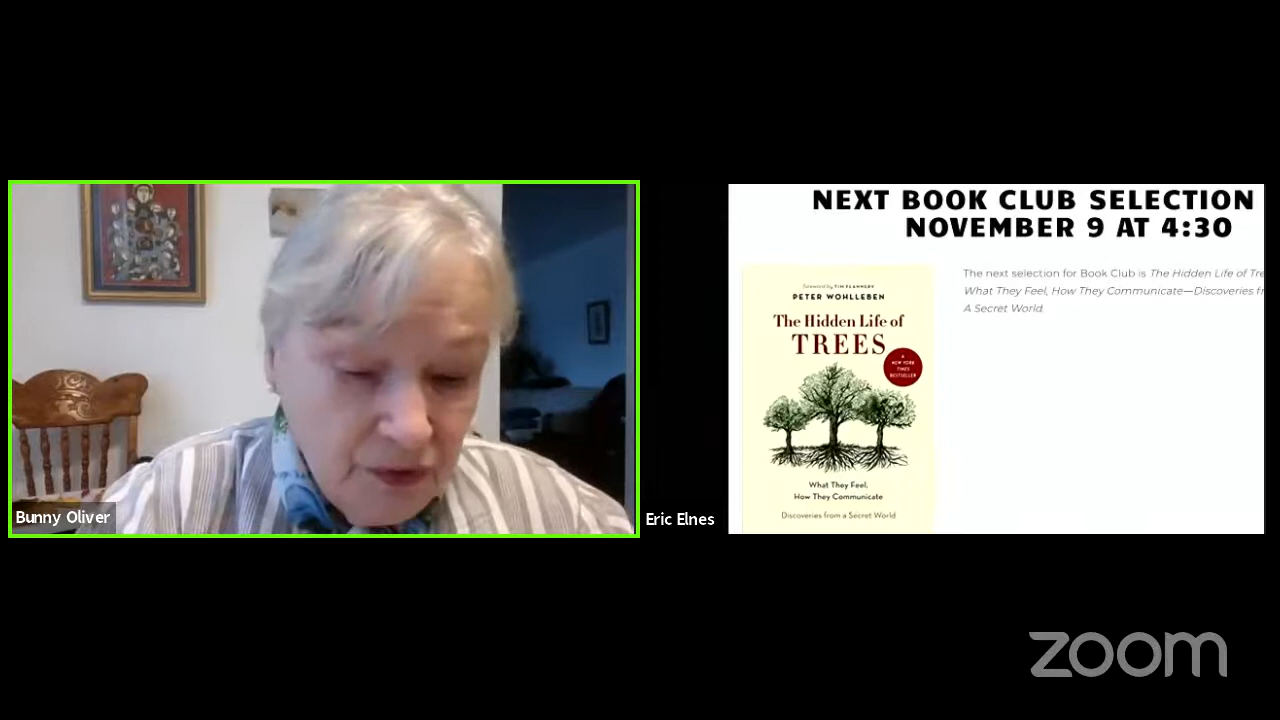 NEXT BOOK CLUB SELECTION
NOVEMBER 9 AT 4:30
The next selection for Book Club is The Hidden Life of Tre
What They Feel, How They Communicate—Discoveries fr
A Secret World.
Foreword by TIM FLANNERY
PETER WOHLLEBEN
The Hidden Life of
TREES
A
NEW YORK
TIMES
BESTSELLER
What They Feel,
How They Communicate
Discoveries from a Secret World
Bunny Oliver
Eric Elnes
zoom